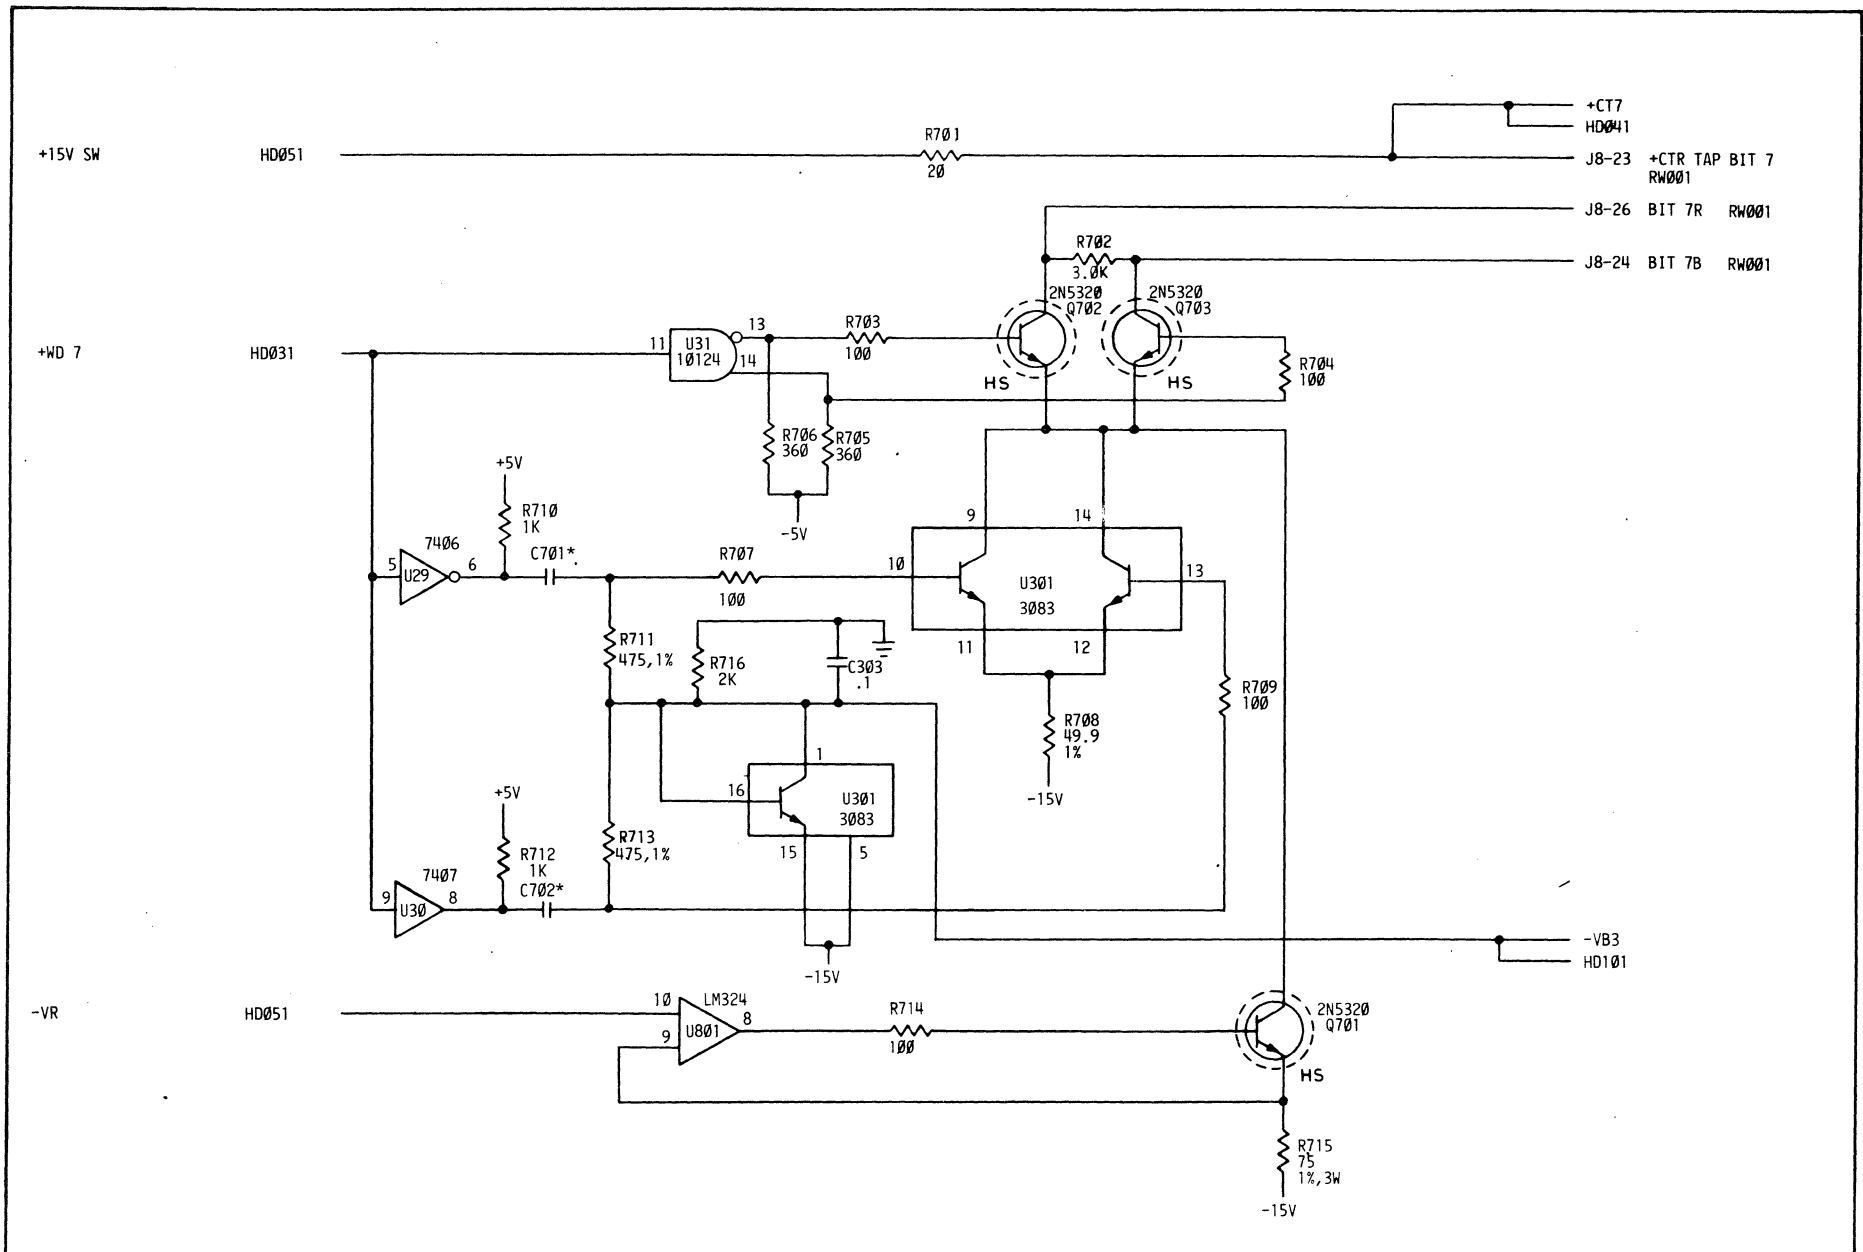 +CT7
HDØ41
+15V SW HDØ51
R7Ø1
2Ø
J8-23 +CTR TAP BIT 7
RWØØ1
J8-26 BIT 7R RWØØ1
R7Ø2
3.ØK
J8-24 BIT 7B RWØØ1
2N532Ø
Q7Ø2
2N532Ø
Q7Ø3
+WD 7 HDØ31
11
U31
1Ø124
13
14
R7Ø3
1ØØ
HS
HS
R7Ø4
1ØØ
R7Ø6
36Ø
R7Ø5
36Ø
-5V
+5V
R71Ø
1K
74Ø6
5
U29
6
C7Ø1*
R7Ø7
1ØØ
9
14
1Ø
U3Ø1
3Ø83
13
11
12
R711
475,1%
R716
2K
C3Ø3
.1
R7Ø9
1ØØ
R7Ø8
49.9
1%
-15V
1
16
U3Ø1
3Ø83
15
5
-15V
+5V
R712
1K
R713
475,1%
74Ø7
9
U3Ø
8
C7Ø2*
-VB3
HD1Ø1
-VR HDØ51
1Ø
LM324
9
U8Ø1
8
R714
1ØØ
2N532Ø
Q7Ø1
HS
R715
75
1%,3W
-15V